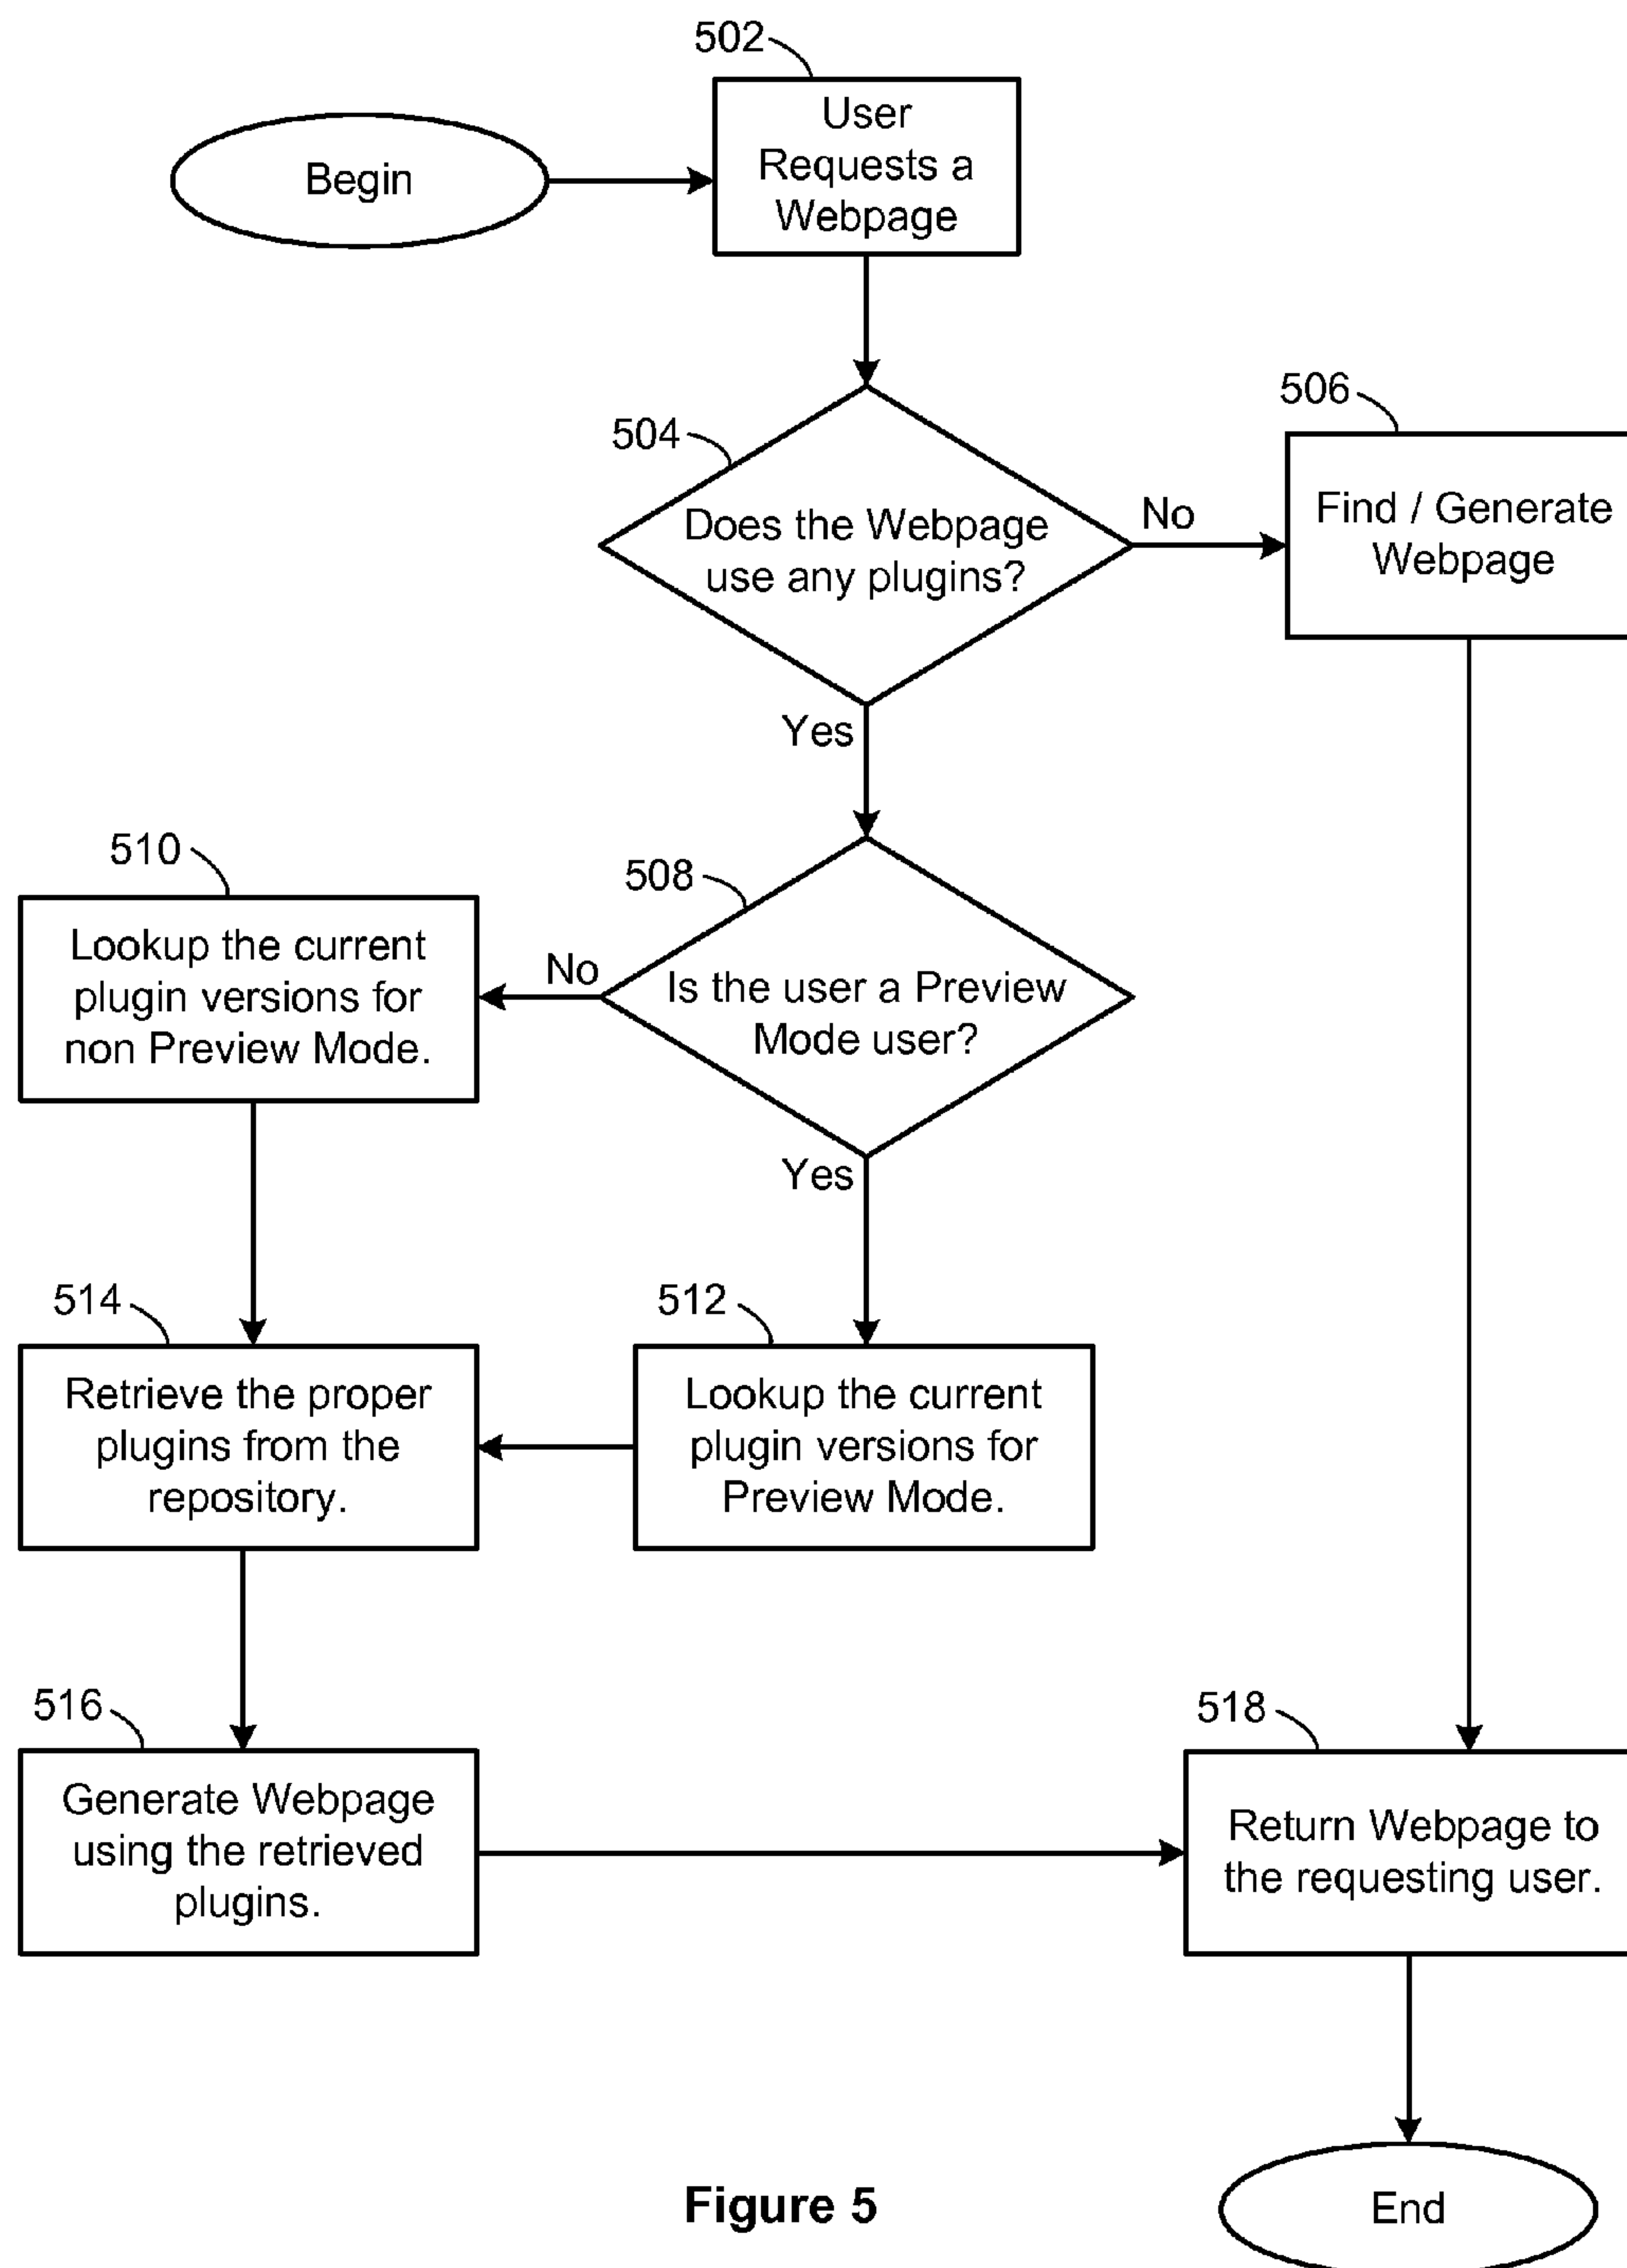 502
User
Requests a
Webpage
Begin
504
Does the Webpage
use any plugins?
No
506
Find / Generate
Webpage
Yes
508
Is the user a Preview
Mode user?
No
510
Lookup the current
plugin versions for
non Preview Mode.
Yes
514
Retrieve the proper
plugins from the
repository.
512
Lookup the current
plugin versions for
Preview Mode.
516
Generate Webpage
using the retrieved
plugins.
518
Return Webpage to
the requesting user.
End
Figure 5